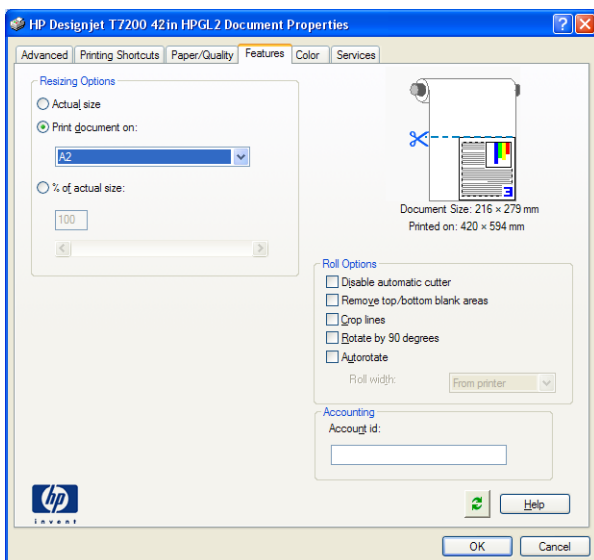 HP Designjet T7200 42in HPGL2 Document Properties
Advanced Printing Shortcuts Paper/Quality Features Color Services
Resizing Options
Actual size
Print document on:
A2
% of actual size:
100
Document Size: 216 × 279 mm
Printed on: 420 × 594 mm
Roll Options
Disable automatic cutter
Remove top/bottom blank areas
Crop lines
Rotate by 90 degrees
Autorotate
Roll width: From printer
Accounting
Account id:
hp
invent
Help
OK Cancel